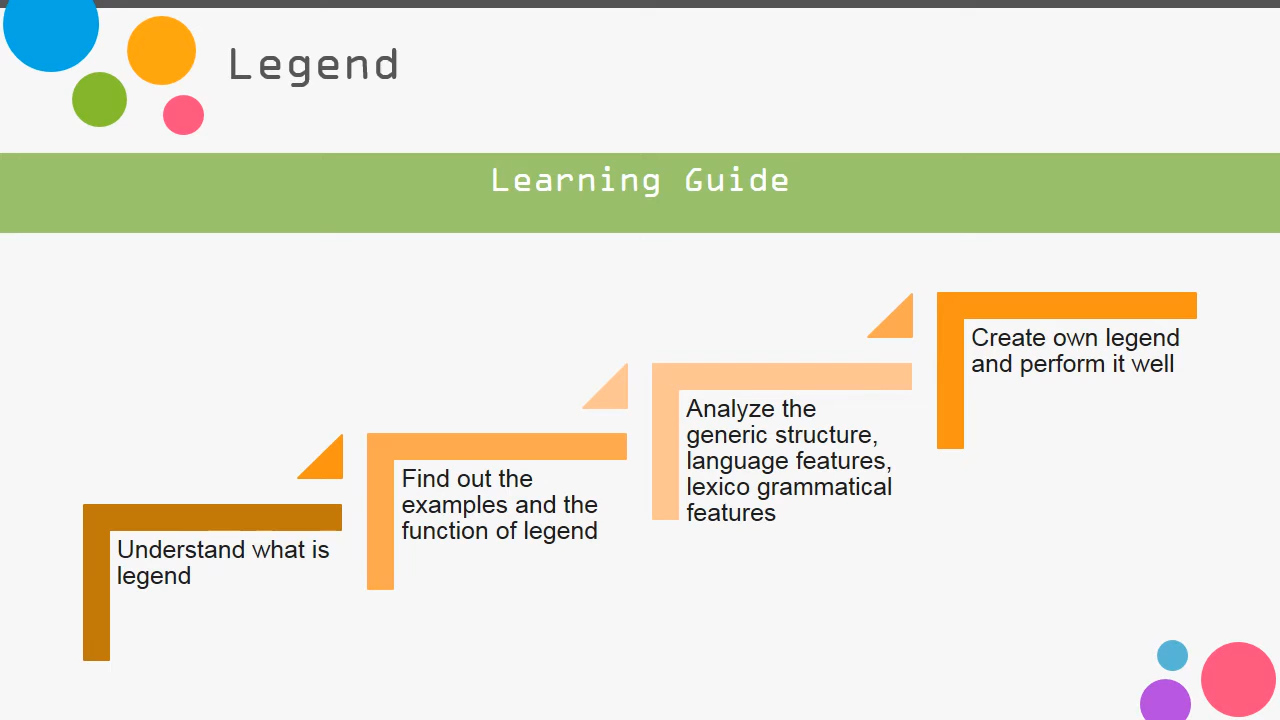 Legend
Learning Guide
Understand what is
legend
Find out the
examples and the
function of legend
Analyze the
generic structure,
language features,
lexico grammatical
features
Create own legend
and perform it well